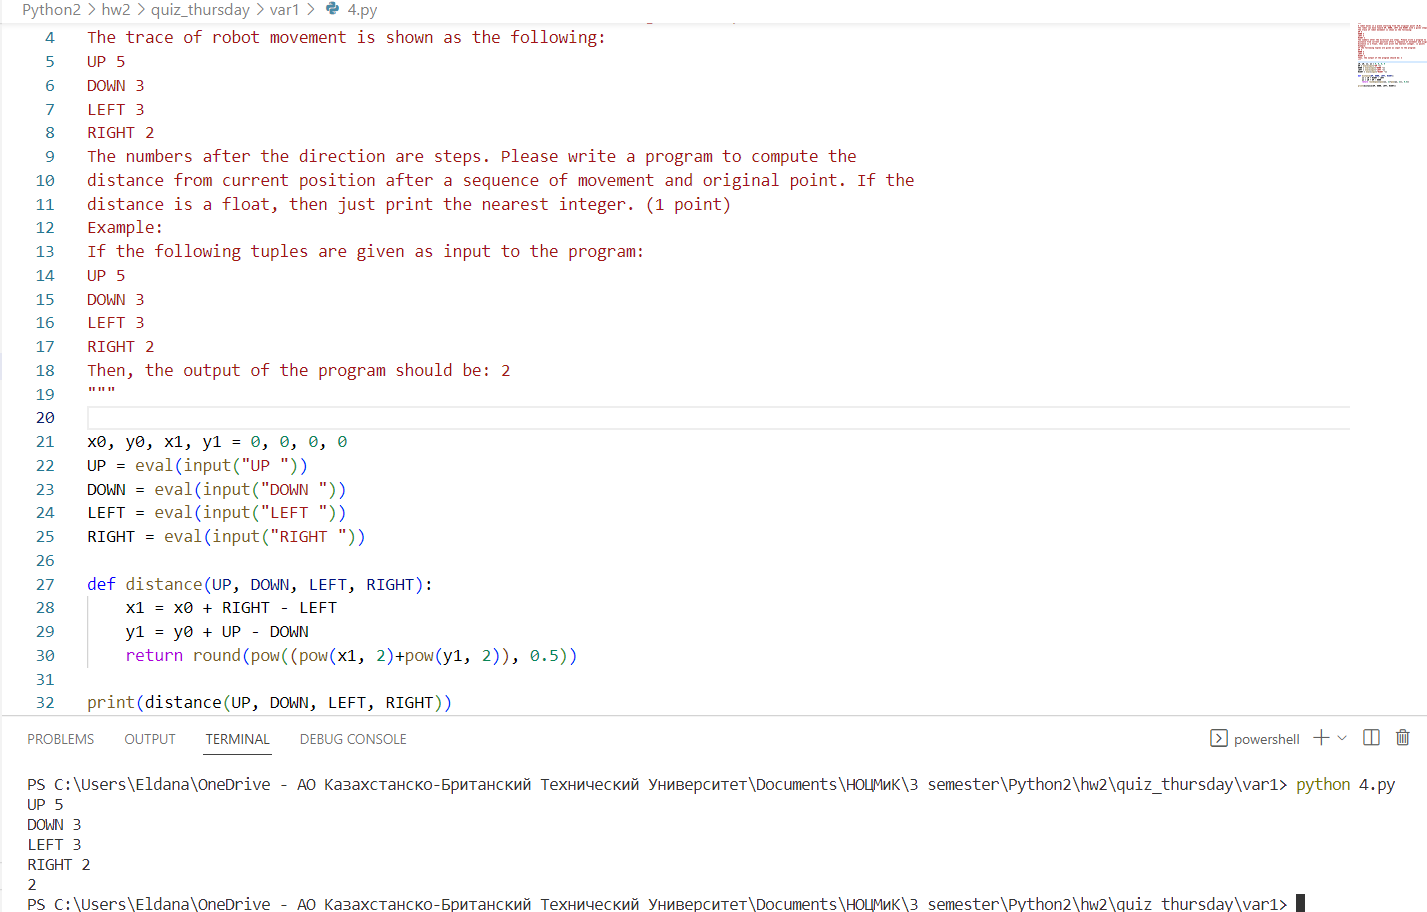 Python2 > hw2 > quiz_thursday > var1 > 4.py
4 The trace of robot movement is shown as the following:
5 UP 5
6 DOWN 3
7 LEFT 3
8 RIGHT 2
9 The numbers after the direction are steps. Please write a program to compute the
10 distance from current position after a sequence of movement and original point. If the
11 distance is a float, then just print the nearest integer. (1 point)
12 Example:
13 If the following tuples are given as input to the program:
14 UP 5
15 DOWN 3
16 LEFT 3
17 RIGHT 2
18 Then, the output of the program should be: 2
19 """
20
21 x0, y0, x1, y1 = 0, 0, 0, 0
22 UP = eval(input("UP "))
23 DOWN = eval(input("DOWN "))
24 LEFT = eval(input("LEFT "))
25 RIGHT = eval(input("RIGHT "))
26
27 def distance(UP, DOWN, LEFT, RIGHT):
28     x1 = x0 + RIGHT - LEFT
29     y1 = y0 + UP - DOWN
30     return round(pow((pow(x1, 2)+pow(y1, 2)), 0.5))
31
32 print(distance(UP, DOWN, LEFT, RIGHT))
PROBLEMS OUTPUT TERMINAL DEBUG CONSOLE powershell
PS C:\Users\Eldana\OneDrive - АО Казахстанско-Британский Технический Университет\Documents\НОЦМиК\3 semester\Python2\hw2\quiz_thursday\var1> python 4.py
UP 5
DOWN 3
LEFT 3
RIGHT 2
2
PS C:\Users\Eldana\OneDrive - АО Казахстанско-Британский Технический Университет\Documents\НОЦМиК\3 semester\Python2\hw2\quiz_thursday\var1>